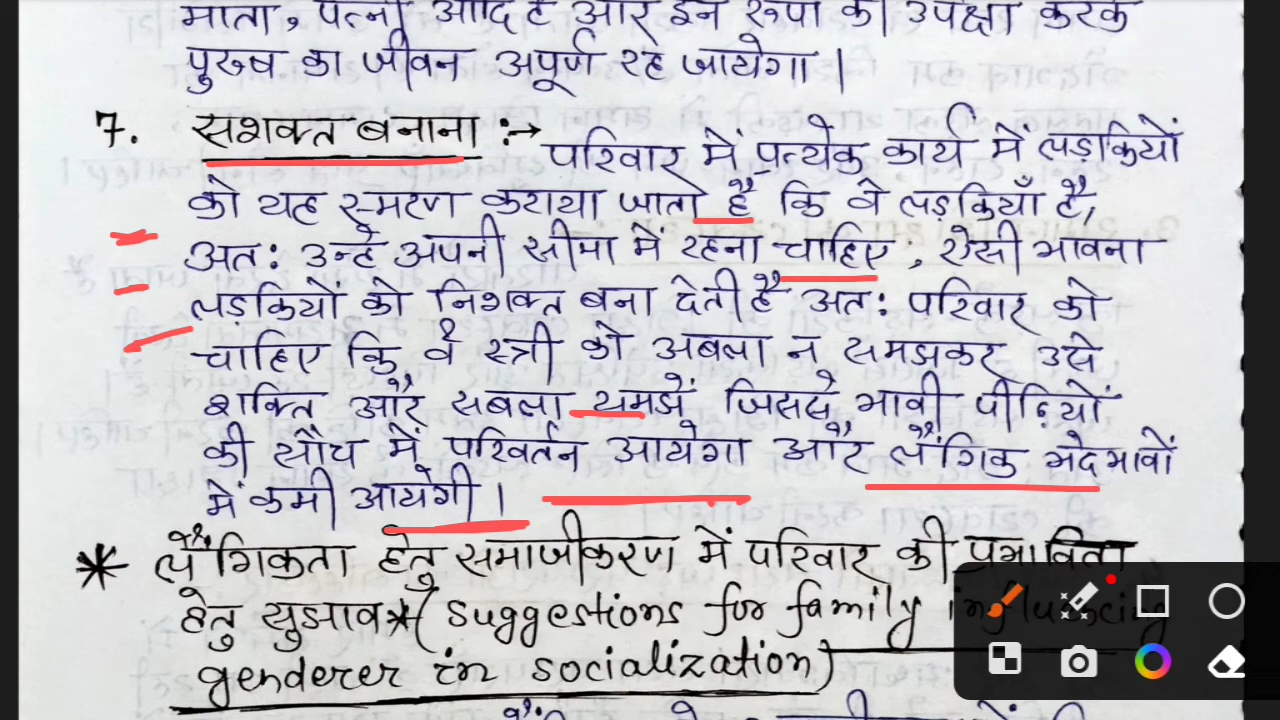 माता, पत्नी आदि है और इन रूपों की उपेक्षा करके
पुरुष का जीवन अपूर्ण रह जायेगा।
7. सशक्त बनाना :→ परिवार में प्रत्येक कार्य में लड़कियों
को यह स्मरण कराया जाता है कि वे लड़कियाँ है,
अत: उन्हें अपनी सीमा में रहना चाहिए, ऐसी भावना
लड़कियों को निशक्त बना देती है अत: परिवार को
चाहिए कि वे स्त्री को अबला न समझकर उसे
शक्ति और सबला समझें जिससे भावी पीढ़ियों
की सोच में परिवर्तन आयेगा और लैंगिक भेदभावों
में कमी आयेगी।
* लैंगिकता हेतु समाजीकरण में परिवार की प्रभाविता
हेतु सुझाव*( suggestions for family influncing
genderer in socialization)